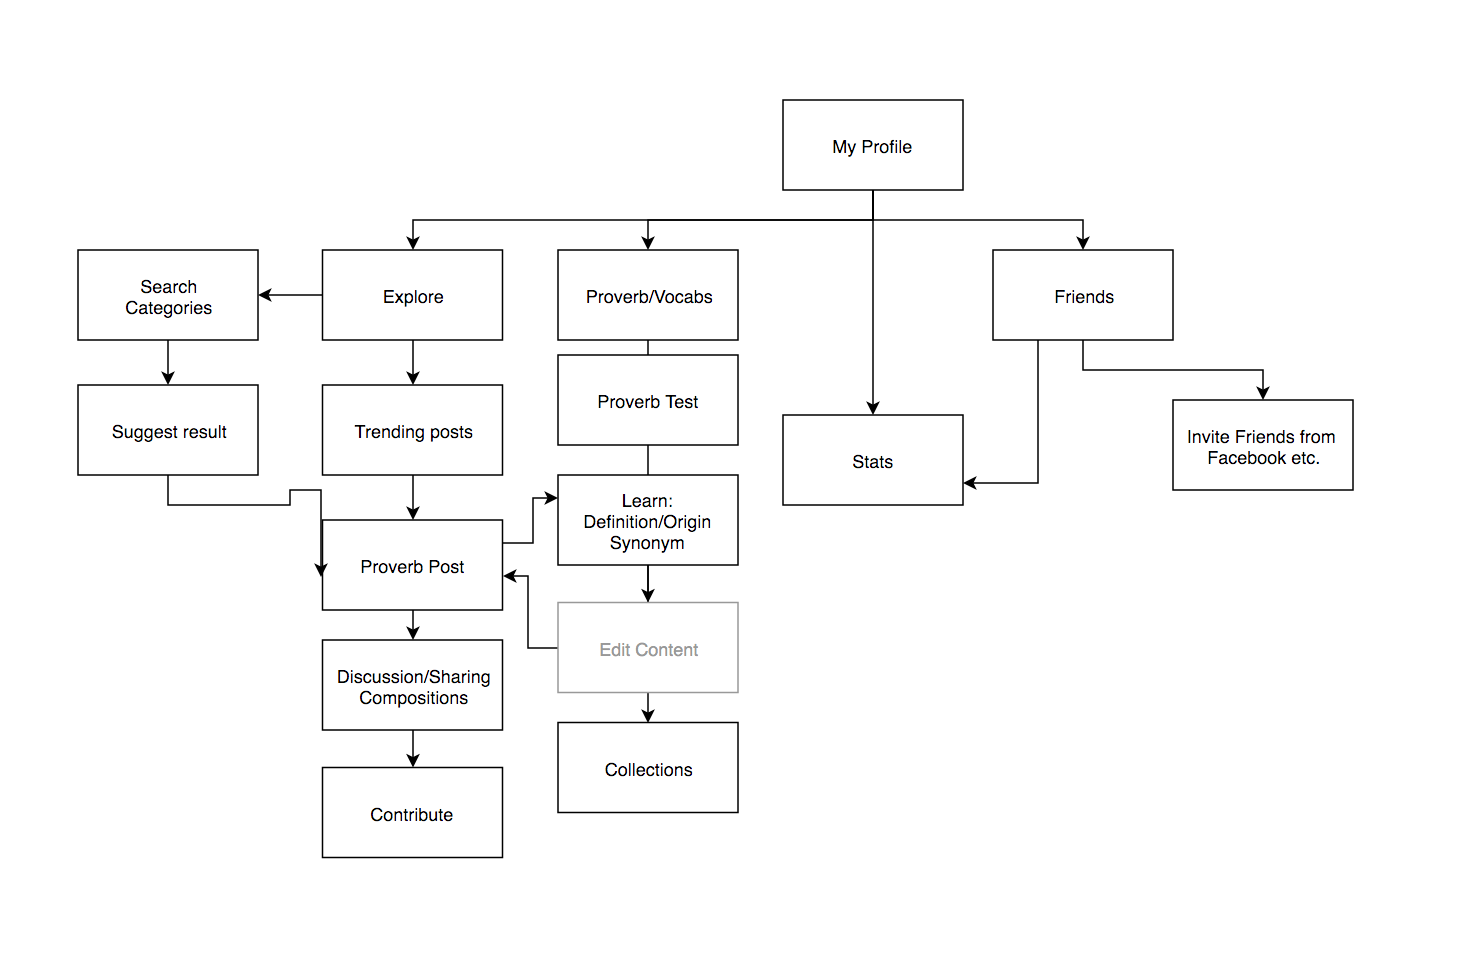 My Profile
Search
Categories
Explore
Proverb/Vocabs
Friends
Suggest result
Trending posts
Proverb Test
Stats
Invite Friends from
Facebook etc.
Proverb Post
Learn:
Definition/Origin
Synonym
Discussion/Sharing
Compositions
Edit Content
Contribute
Collections